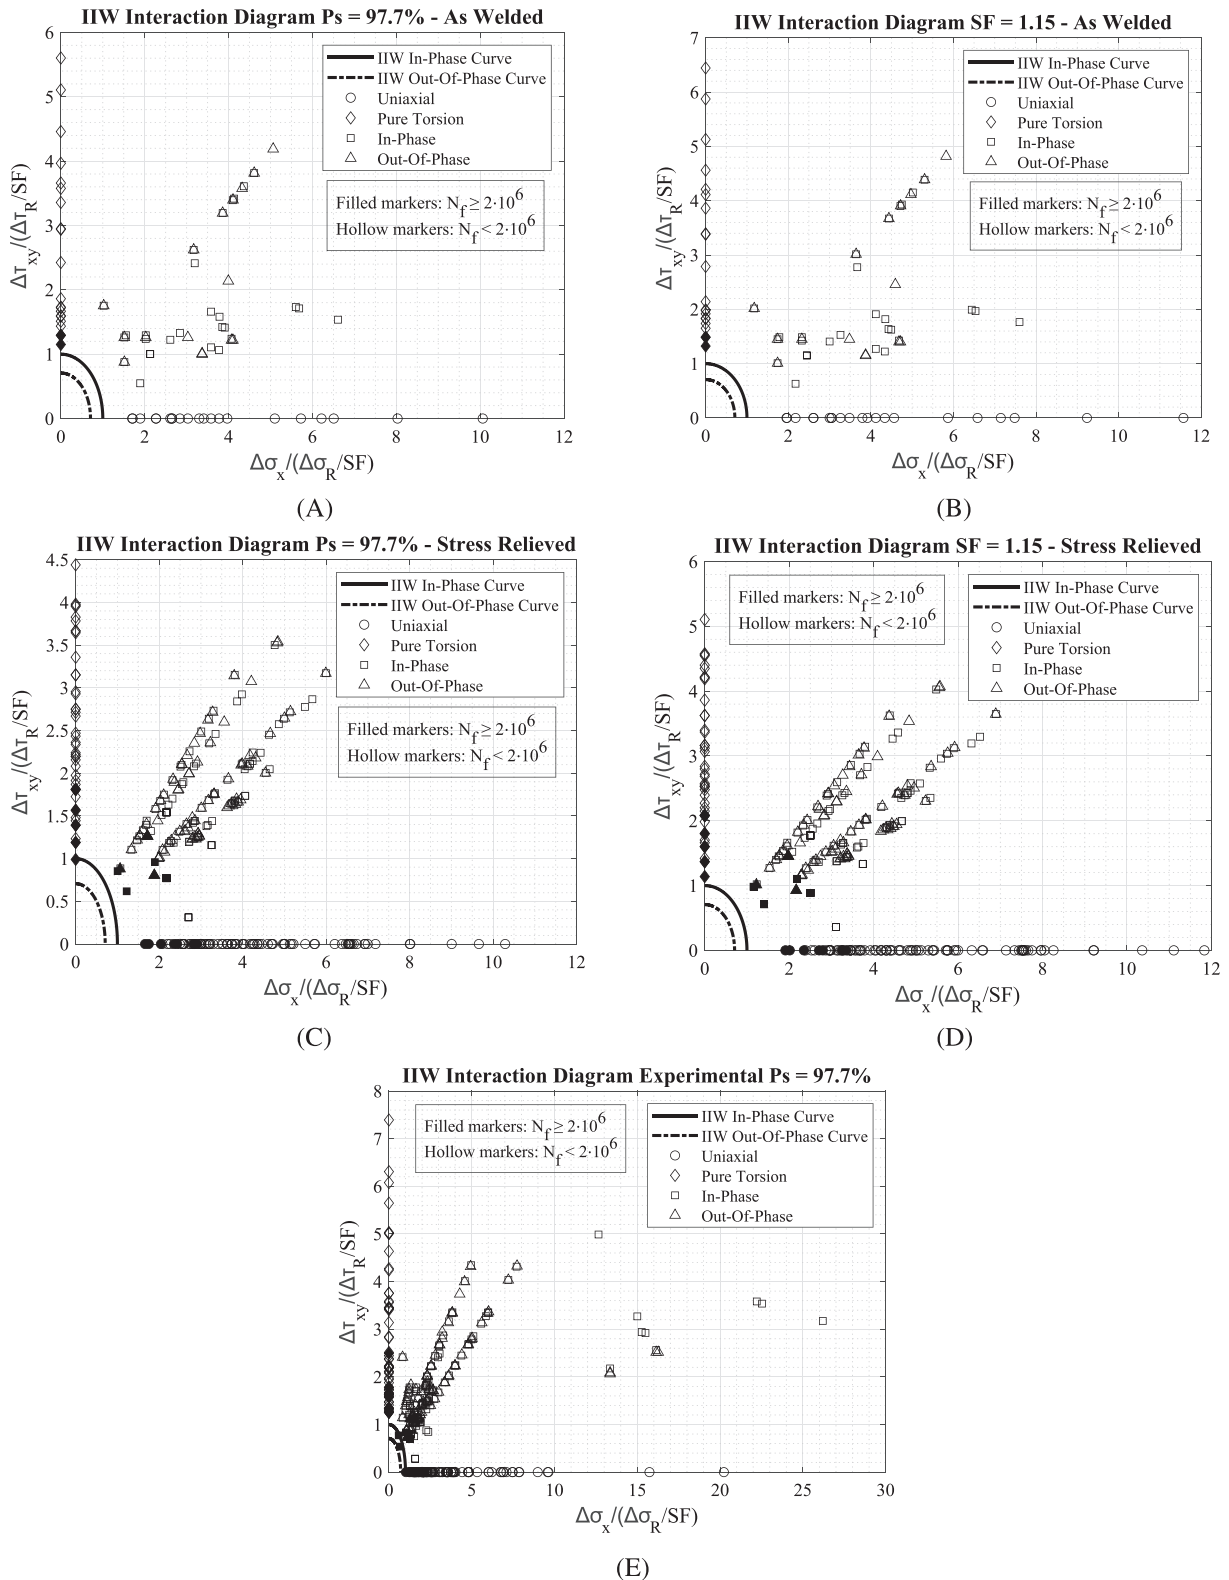 IIW Interaction Diagram Ps = 97.7% - As Welded
IIW In-Phase Curve
IIW Out-Of-Phase Curve
Uniaxial
Pure Torsion
In-Phase
Out-Of-Phase
Filled markers: N_f ≥ 2·10^6
Hollow markers: N_f < 2·10^6
6
5
4
3
2
1
0
0 2 4 6 8 10 12
Δτ_xy/(Δτ_R/SF)
Δσ_x/(Δσ_R/SF)
(A)
IIW Interaction Diagram SF = 1.15 - As Welded
IIW In-Phase Curve
IIW Out-Of-Phase Curve
Uniaxial
Pure Torsion
In-Phase
Out-Of-Phase
Filled markers: N_f ≥ 2·10^6
Hollow markers: N_f < 2·10^6
7
6
5
4
3
2
1
0
0 2 4 6 8 10 12
Δτ_xy/(Δτ_R/SF)
Δσ_x/(Δσ_R/SF)
(B)
IIW Interaction Diagram Ps = 97.7% - Stress Relieved
IIW In-Phase Curve
IIW Out-Of-Phase Curve
Uniaxial
Pure Torsion
In-Phase
Out-Of-Phase
Filled markers: N_f ≥ 2·10^6
Hollow markers: N_f < 2·10^6
4.5
4
3.5
3
2.5
2
1.5
1
0.5
0
0 2 4 6 8 10 12
Δτ_xy/(Δτ_R/SF)
Δσ_x/(Δσ_R/SF)
(C)
IIW Interaction Diagram SF = 1.15 - Stress Relieved
Filled markers: N_f ≥ 2·10^6
Hollow markers: N_f < 2·10^6
IIW In-Phase Curve
IIW Out-Of-Phase Curve
Uniaxial
Pure Torsion
In-Phase
Out-Of-Phase
6
5
4
3
2
1
0
0 2 4 6 8 10 12
Δτ_xy/(Δτ_R/SF)
Δσ_x/(Δσ_R/SF)
(D)
IIW Interaction Diagram Experimental Ps = 97.7%
Filled markers: N_f ≥ 2·10^6
Hollow markers: N_f < 2·10^6
IIW In-Phase Curve
IIW Out-Of-Phase Curve
Uniaxial
Pure Torsion
In-Phase
Out-Of-Phase
8
7
6
5
4
3
2
1
0
0 5 10 15 20 25 30
Δτ_xy/(Δτ_R/SF)
Δσ_x/(Δσ_R/SF)
(E)